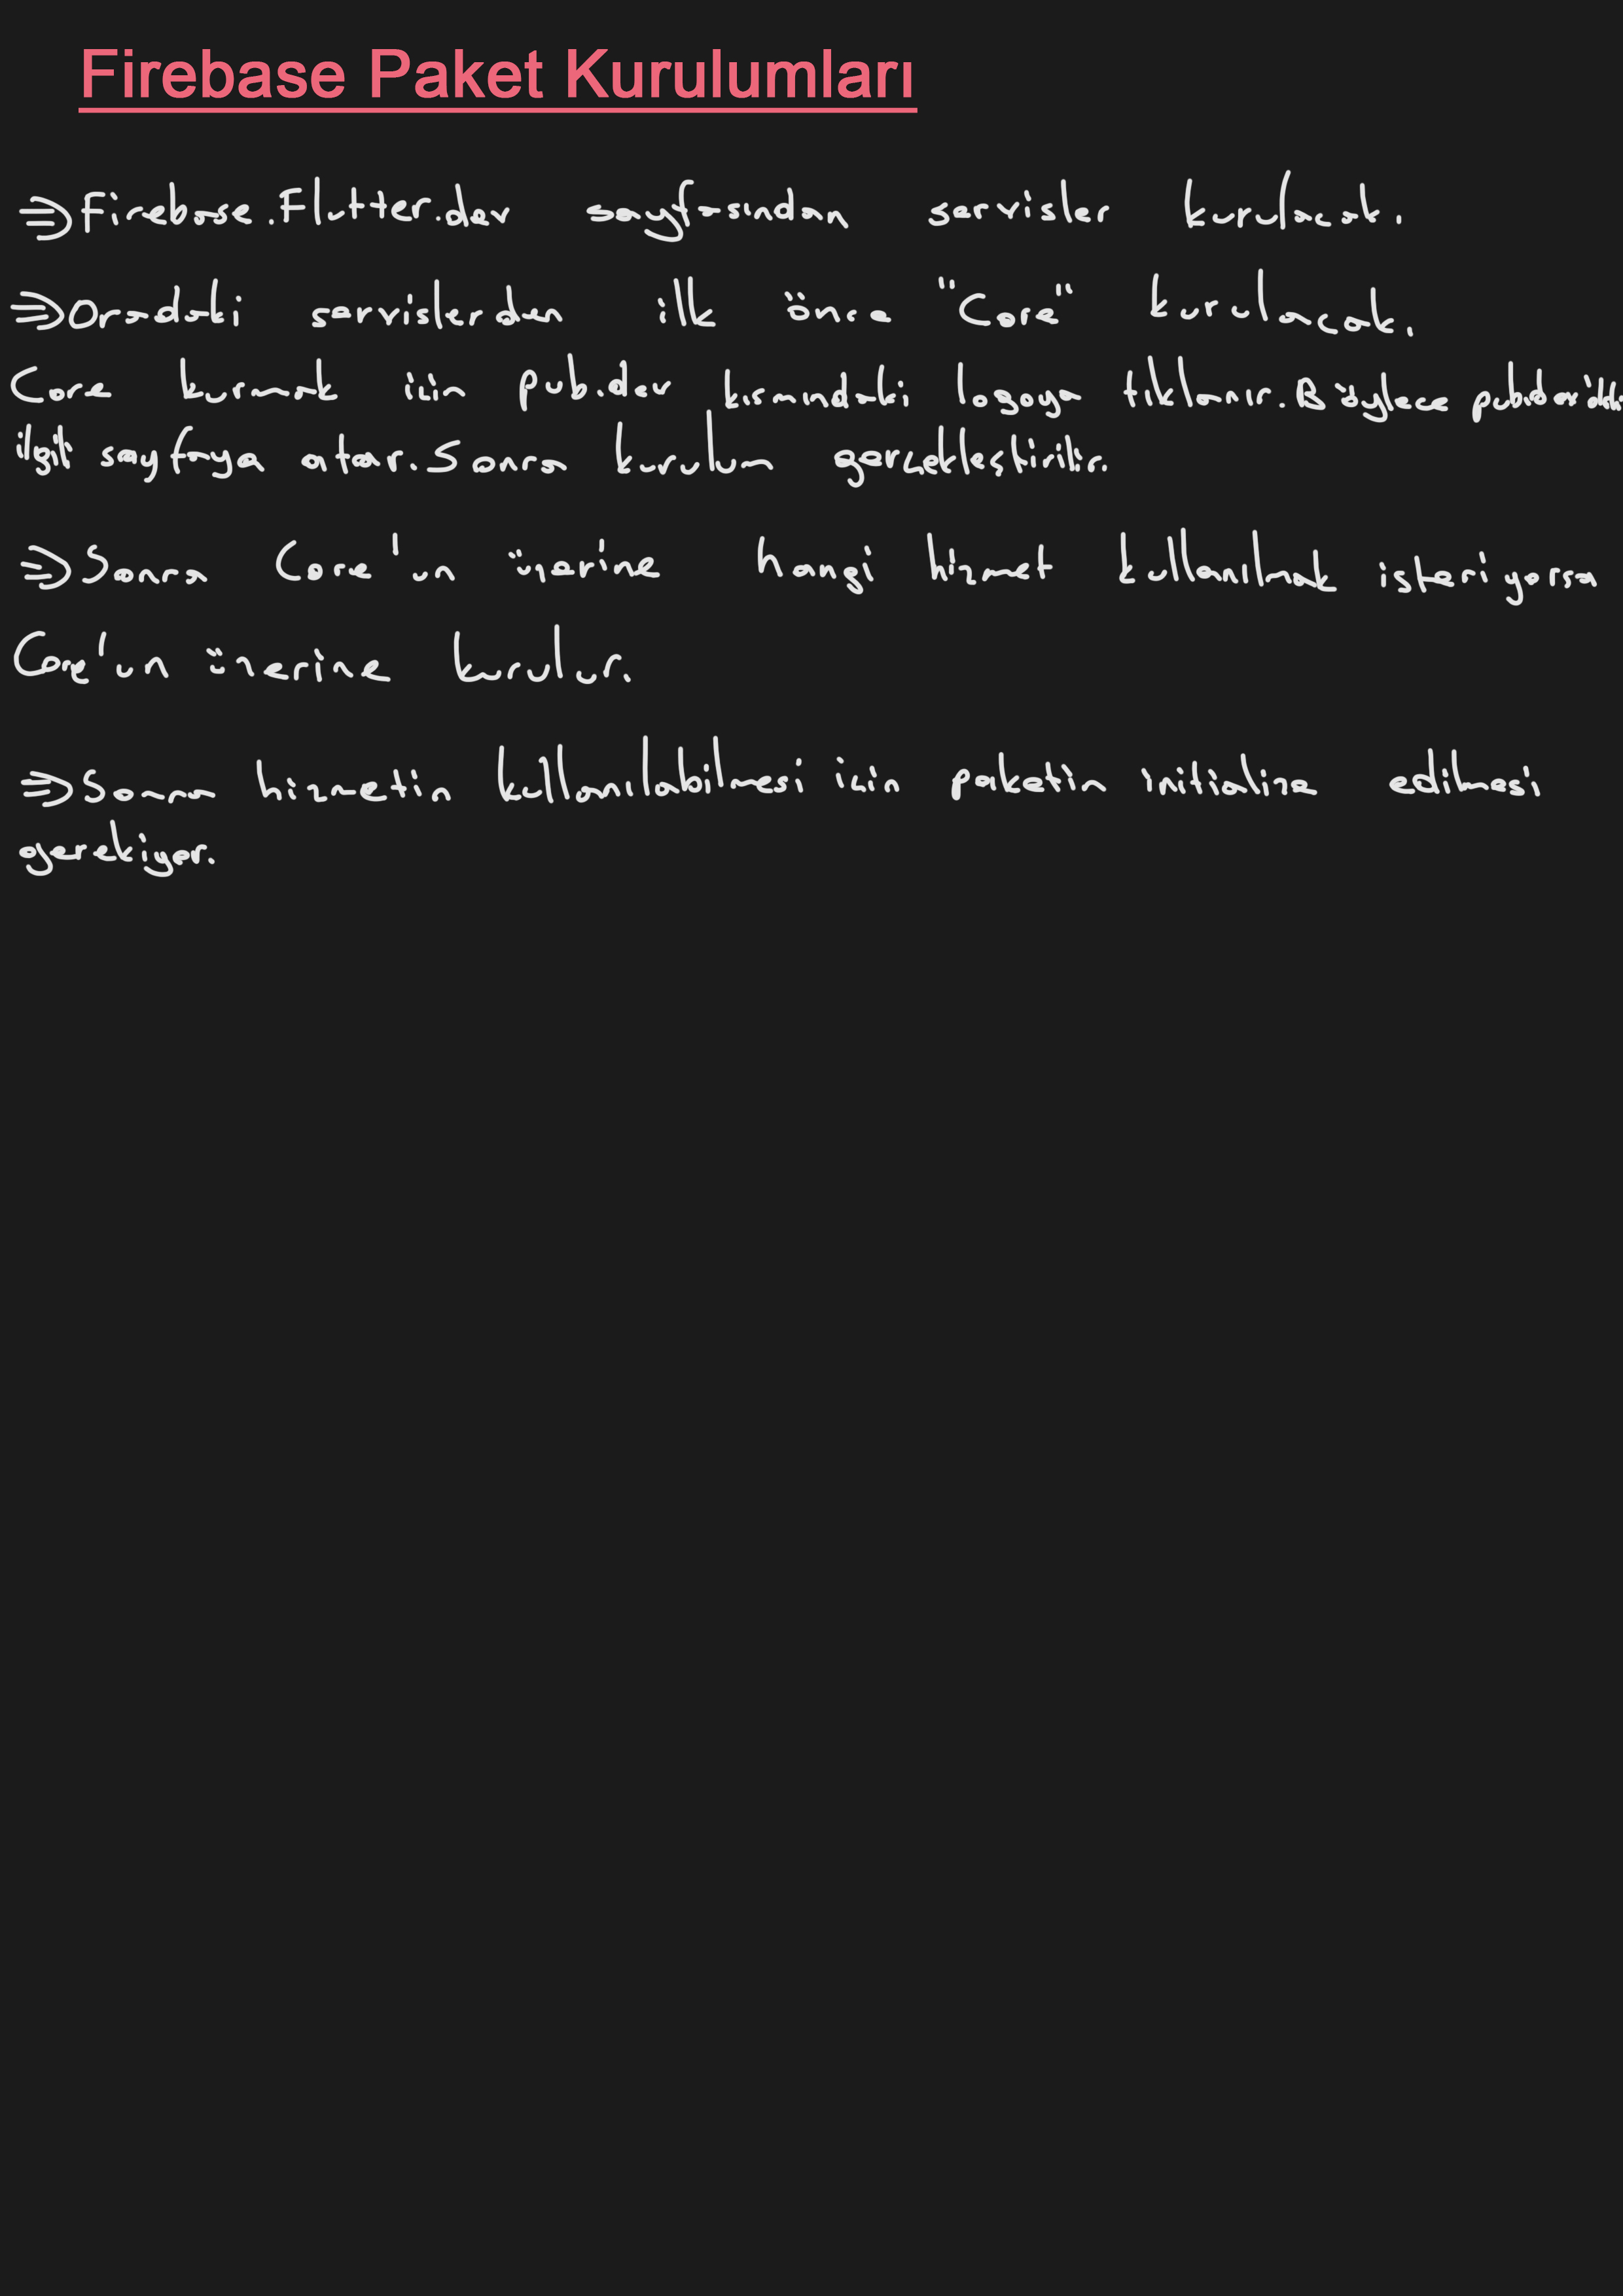 Firebase Paket Kurulumları
⇒ Firebase.Flutter.dev sayfasından servisler kurulacak.
⇒ Oradaki servislerden ilk önce "Core" kurulacak.
Core kurmak için pub.dev kısmındaki logoya tıklanır. Böylece pubdev'deki
ilgili sayfaya atar. Sonra kurulum gerçekleştirilir.
⇒ Sonra Core'un üzerine hangi hizmet kullanılmak isteniyorsa
Core'un üzerine kurulur.
⇒ Sonra hizmetin kullanılabilmesi için paketin initialize edilmesi
gerekiyor.